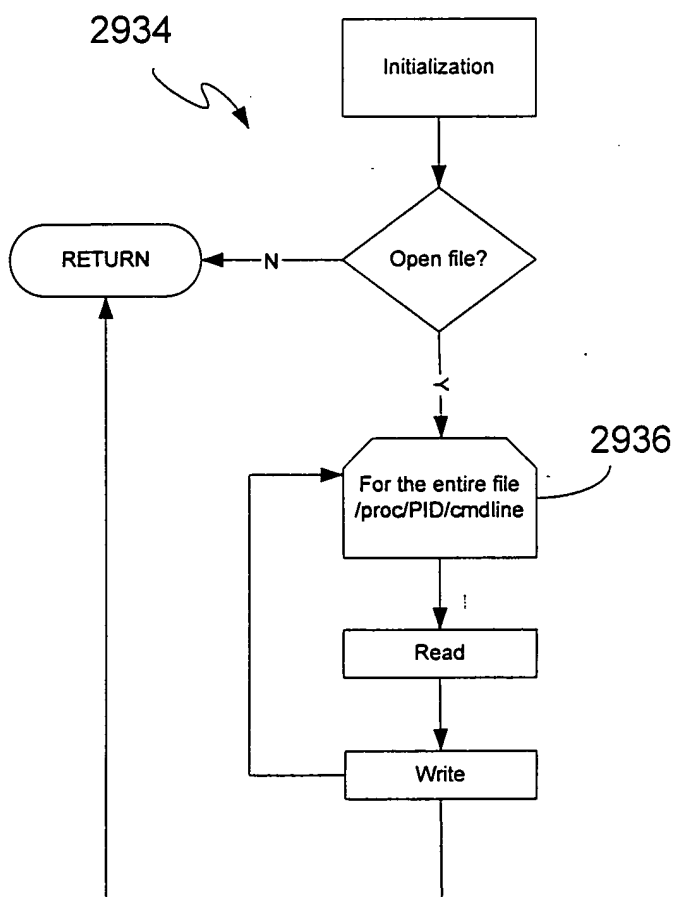 2934
Initialization
RETURN
N
Open file?
Y
2936
For the entire file
/proc/PID/cmdline
Read
Write